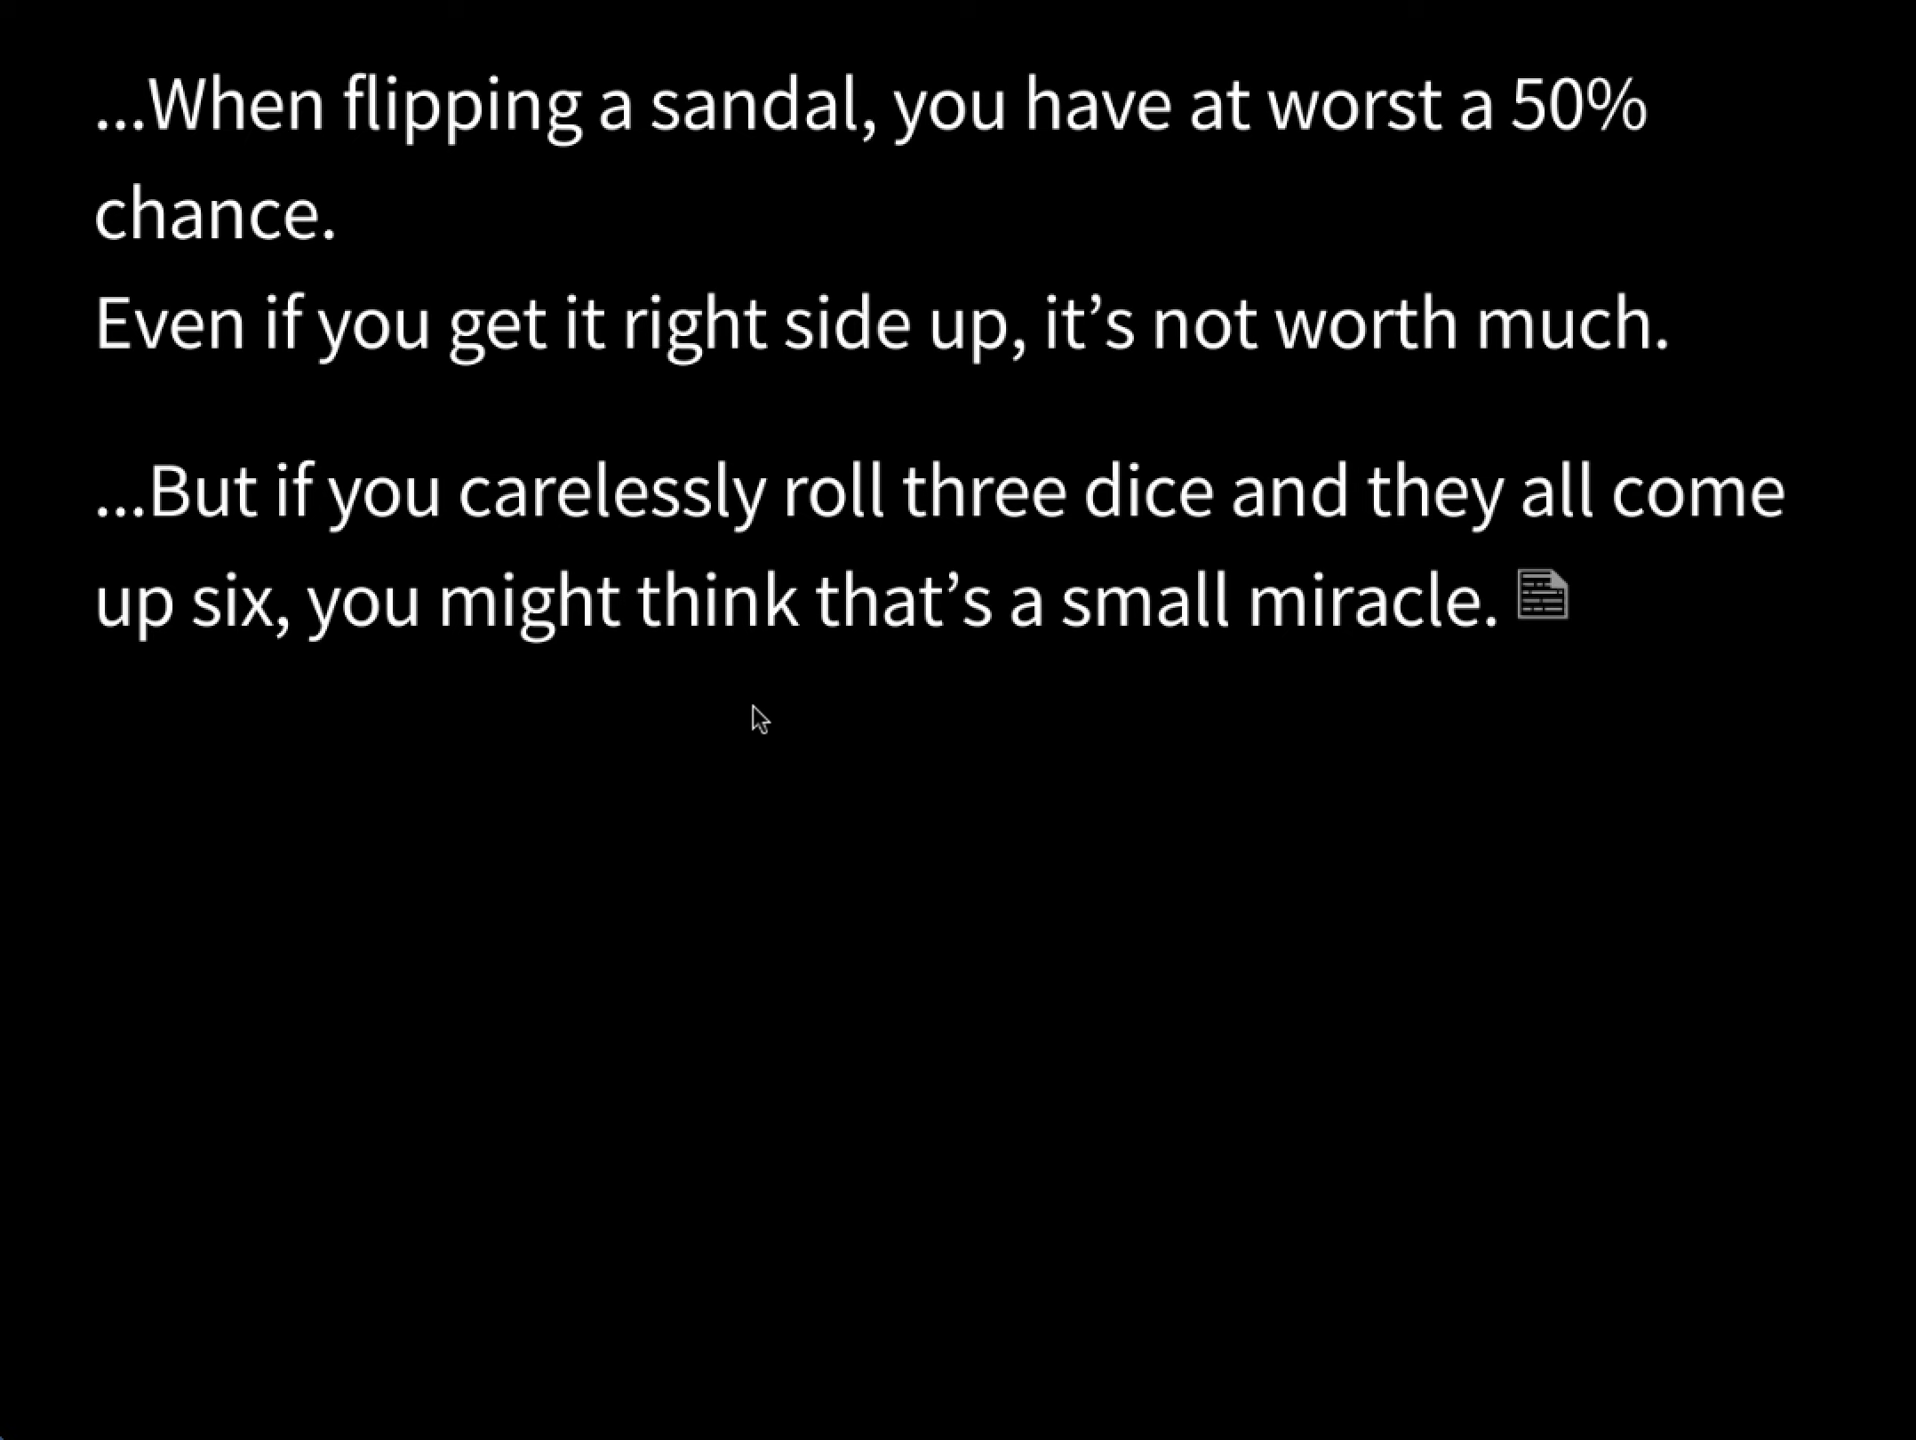 ...When flipping a sandal, you have at worst a 50%
chance.
Even if you get it right side up, it’s not worth much.
...But if you carelessly roll three dice and they all come
up six, you might think that’s a small miracle.